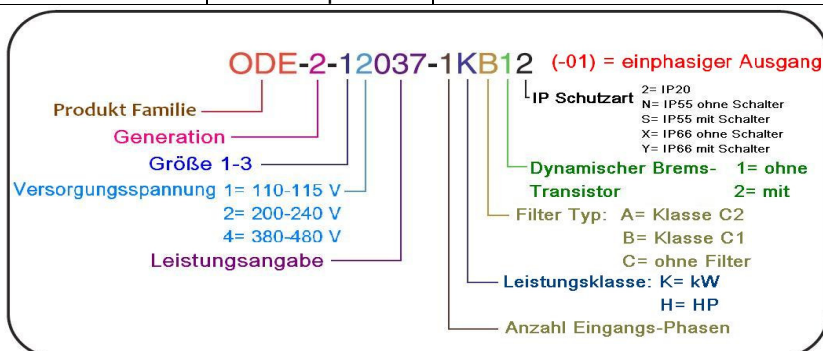 ODE-2-12037-1KB12 (-01) = einphasiger Ausgang
Produkt Familie
Generation
Größe 1-3
Versorgungsspannung 1= 110-115 V
2= 200-240 V
4= 380-480 V
Leistungsangabe
IP Schutzart 2= IP20
N= IP55 ohne Schalter
S= IP55 mit Schalter
X= IP66 ohne Schalter
Y= IP66 mit Schalter
Dynamischer Brems- 1= ohne
Transistor 2= mit
Filter Typ: A= Klasse C2
B= Klasse C1
C= ohne Filter
Leistungsklasse: K= kW
H= HP
Anzahl Eingangs-Phasen